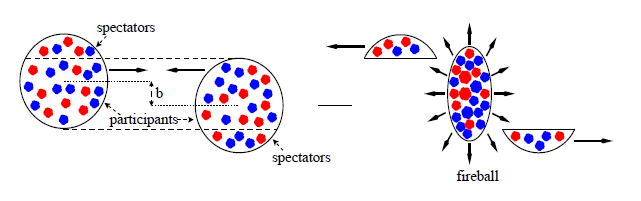 spectators
b
participants
spectators
fireball